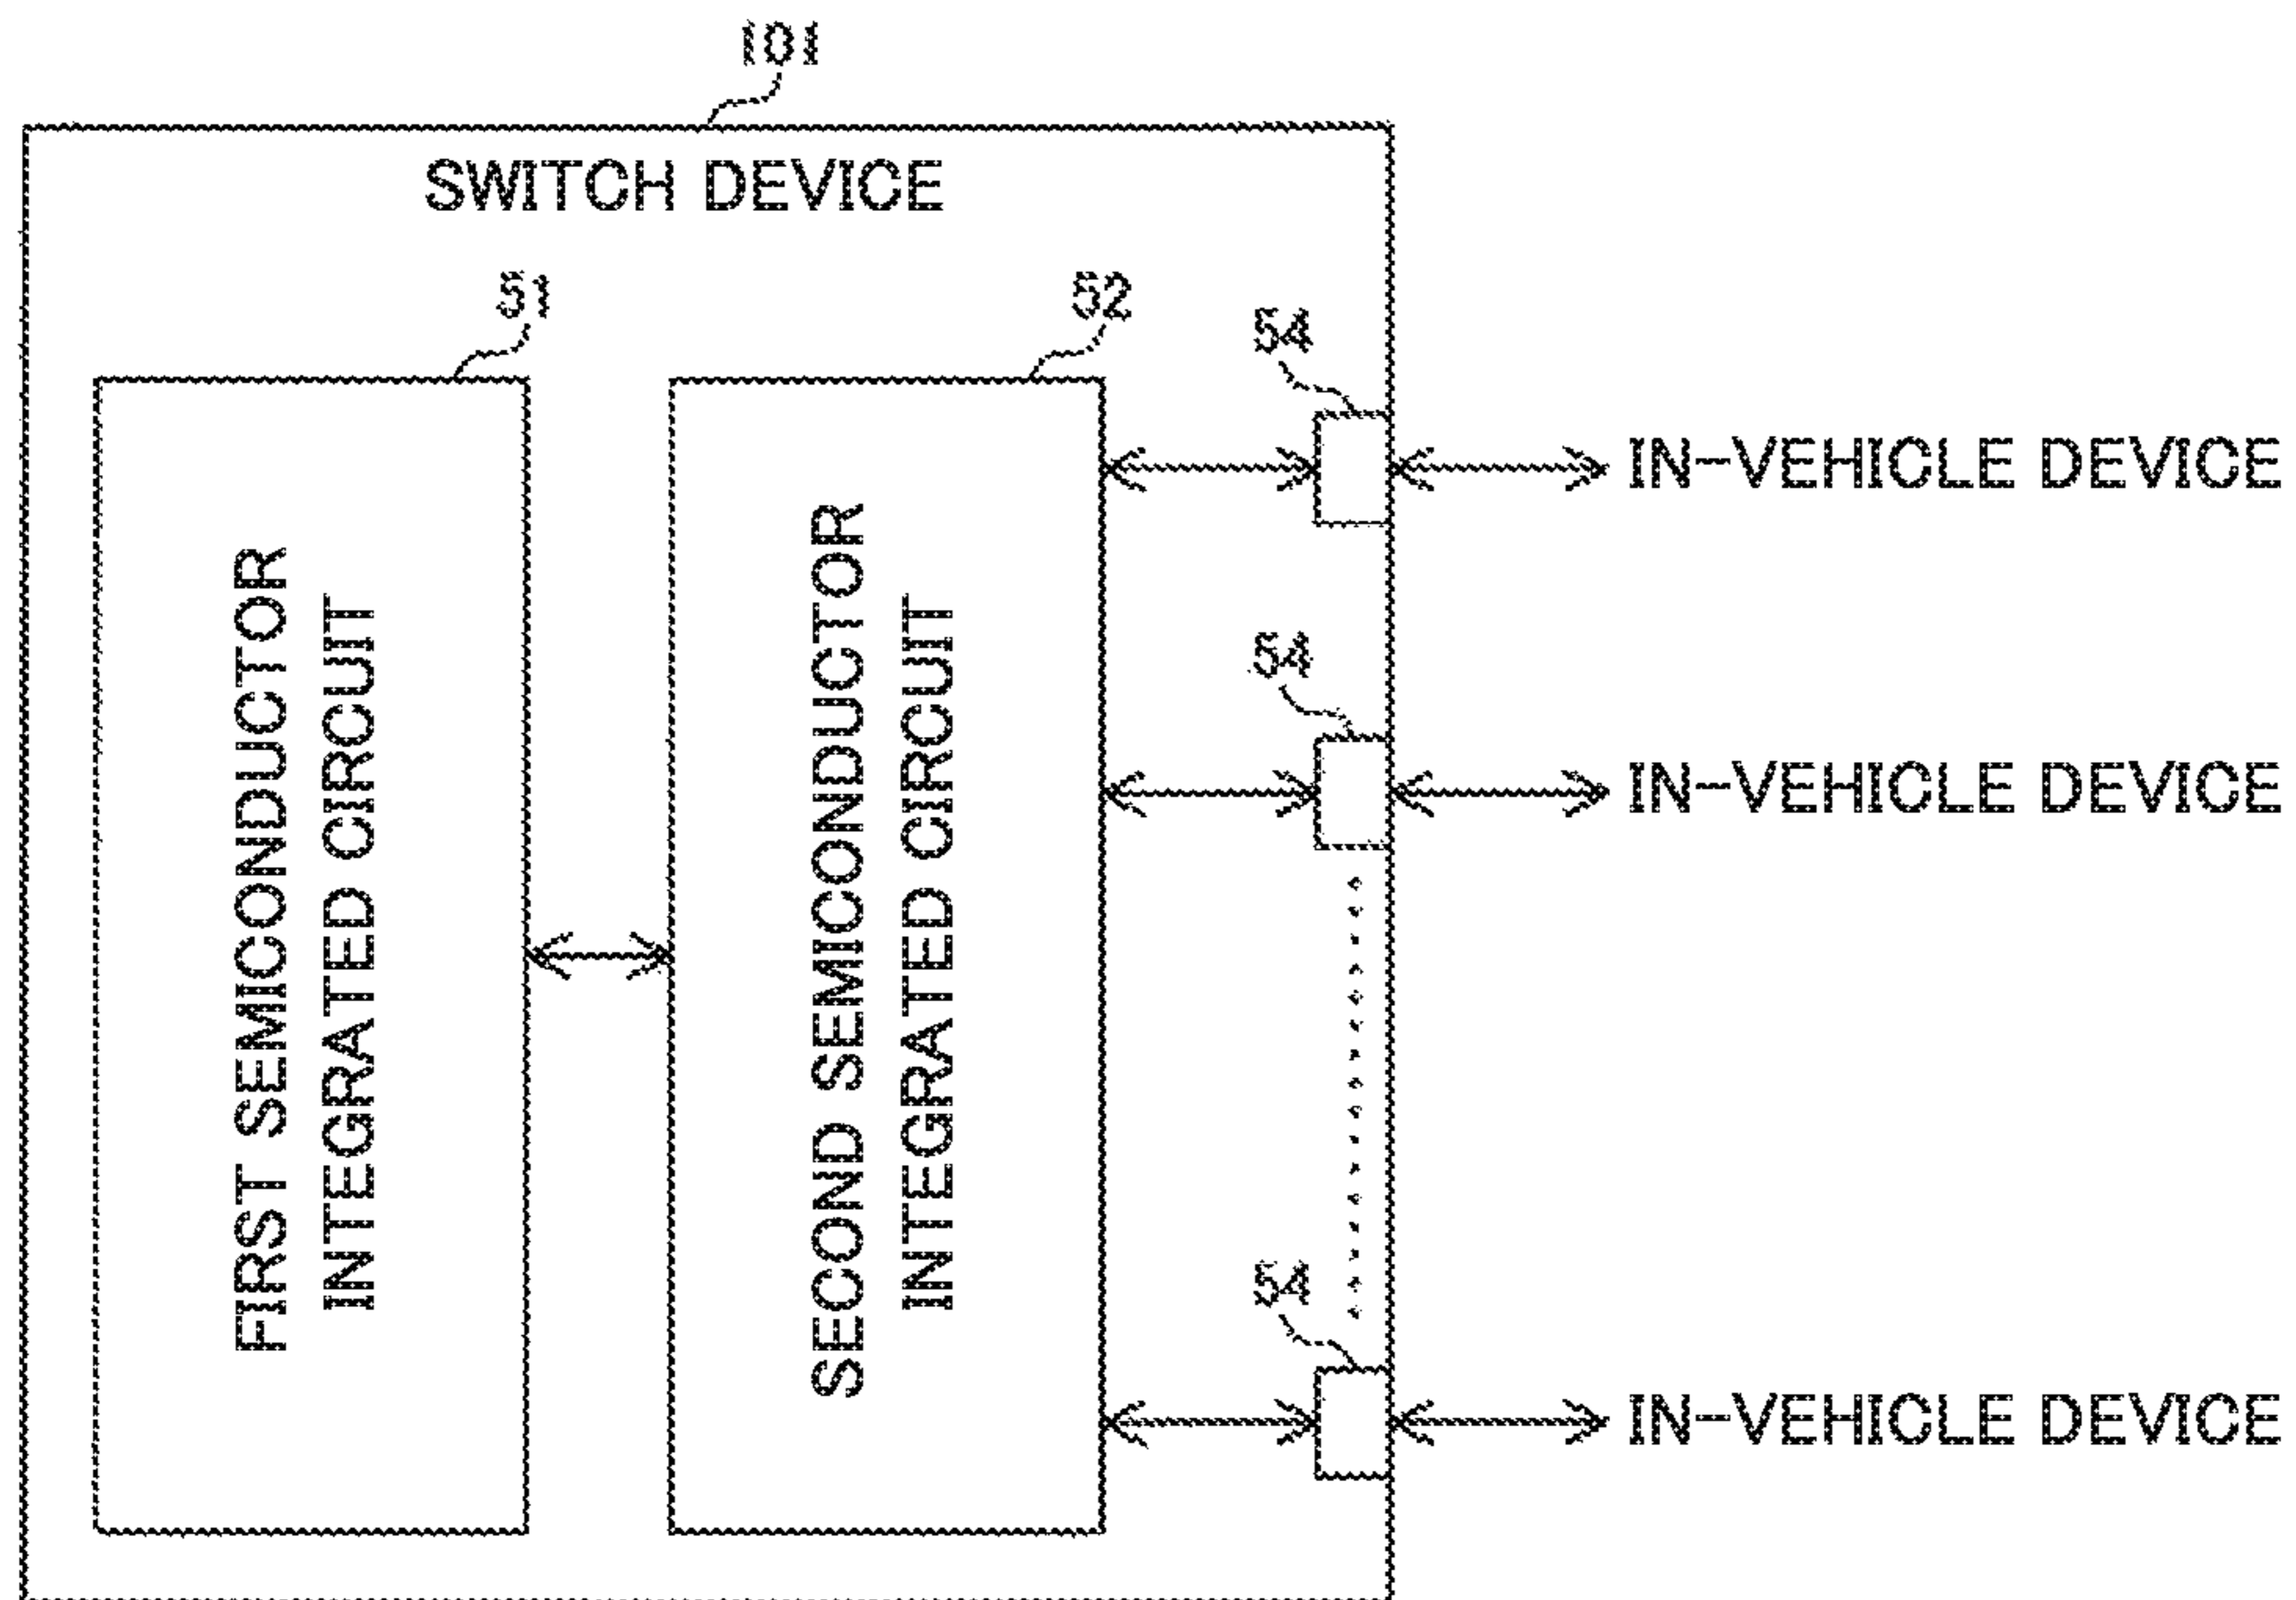 101
SWITCH DEVICE
51
52
54
IN-VEHICLE DEVICE
FIRST SEMICONDUCTOR
INTEGRATED CIRCUIT
SECOND SEMICONDUCTOR
INTEGRATED CIRCUIT
54
IN-VEHICLE DEVICE
54
IN-VEHICLE DEVICE